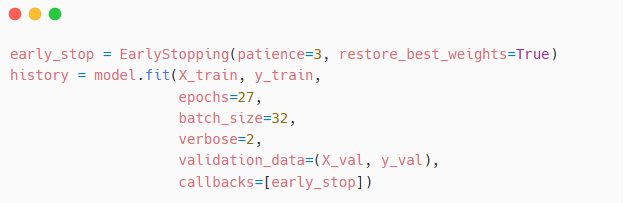 early_stop = EarlyStopping(patience=3, restore_best_weights=True)
history = model.fit(X_train, y_train,
                    epochs=27,
                    batch_size=32,
                    verbose=2,
                    validation_data=(X_val, y_val),
                    callbacks=[early_stop])